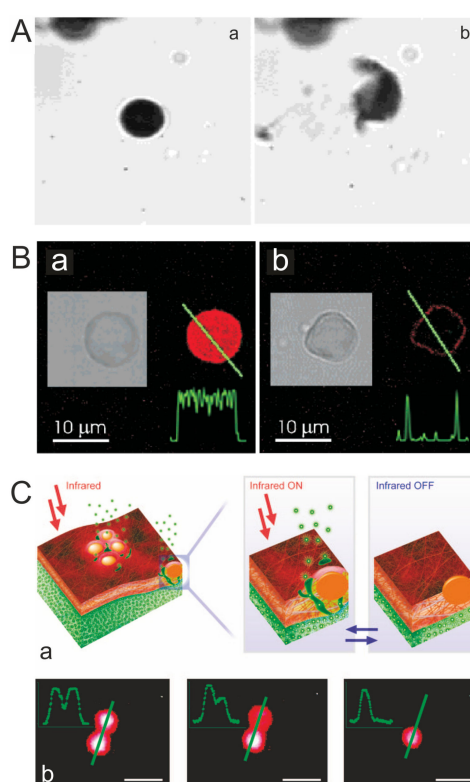 A
a
b
B
a
b
10 μm
10 μm
C
Infrared
Infrared ON
Infrared OFF
a
b